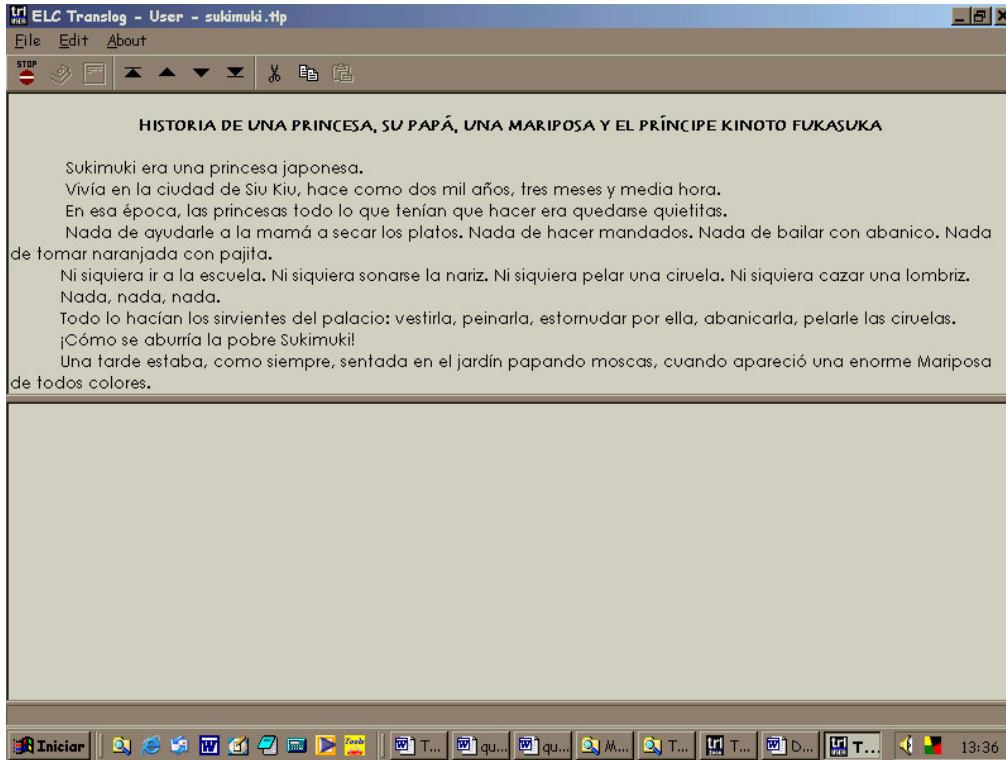 ELC Translog - User - sukimuki.tlp
File Edit About
STOP
HISTORIA DE UNA PRINCESA, SU PAPÁ, UNA MARIPOSA Y EL PRÍNCIPE KINOTO FUKASUKA
Sukimuki era una princesa japonesa.
Vivía en la ciudad de Siu Kiu, hace como dos mil años, tres meses y media hora.
En esa época, las princesas todo lo que tenían que hacer era quedarse quietitas.
Nada de ayudarle a la mamá a secar los platos. Nada de hacer mandados. Nada de bailar con abanico. Nada
de tomar naranjada con pajita.
Ni siquiera ir a la escuela. Ni siquiera sonarse la nariz. Ni siquiera pelar una ciruela. Ni siquiera cazar una lombriz.
Nada, nada, nada.
Todo lo hacían los sirvientes del palacio: vestirla, peinarla, estornudar por ella, abanicarla, pelarle las ciruelas.
¡Cómo se aburría la pobre Sukimuki!
Una tarde estaba, como siempre, sentada en el jardín papando moscas, cuando apareció una enorme Mariposa
de todos colores.
Iniciar T... qu... qu... M... T... T... D... T... 13:36